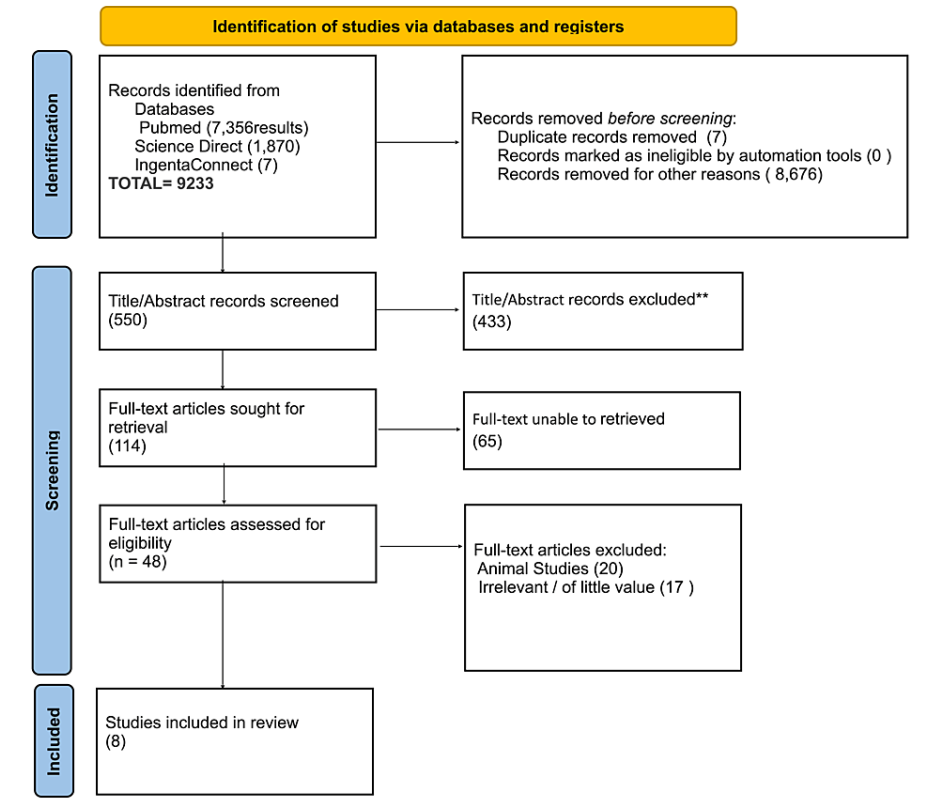 Identification of studies via databases and registers
Identification
Records identified from
Databases
Pubmed (7,356results)
Science Direct (1,870)
IngentaConnect (7)
TOTAL= 9233
Records removed before screening:
Duplicate records removed (7)
Records marked as ineligible by automation tools (0 )
Records removed for other reasons ( 8,676)
Screening
Title/Abstract records screened
(550)
Title/Abstract records excluded**
(433)
Full-text articles sought for
retrieval
(114)
Full-text unable to retrieved
(65)
Full-text articles assessed for
eligibility
(n = 48)
Full-text articles excluded:
Animal Studies (20)
Irrelevant / of little value (17 )
Included
Studies included in review
(8)